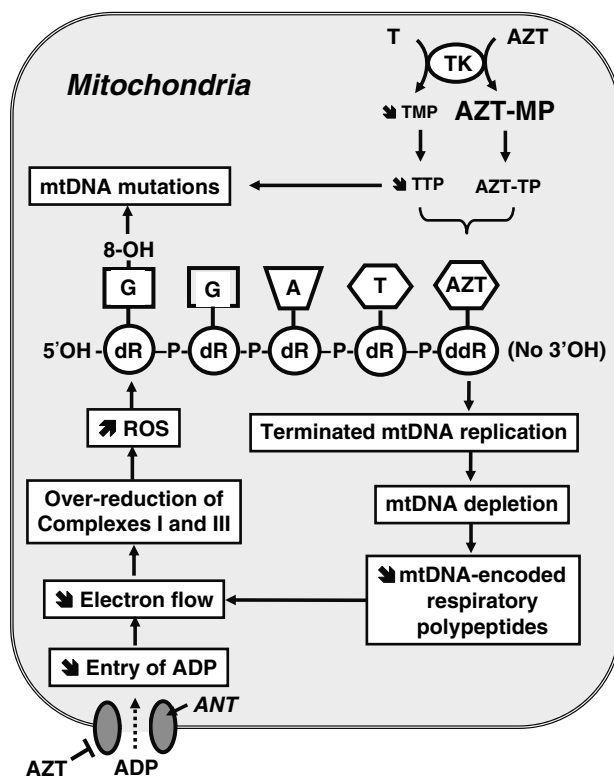 T
AZT
TK
Mitochondria
TMP
AZT-MP
mtDNA mutations
TTP
AZT-TP
8-OH
G
G
A
T
AZT
5'OH - dR –P- dR -P- dR –P- dR –P- ddR (No 3'OH)
ROS
Terminated mtDNA replication
Over-reduction of
Complexes I and III
mtDNA depletion
Electron flow
mtDNA-encoded
respiratory
polypeptides
Entry of ADP
ANT
AZT
ADP